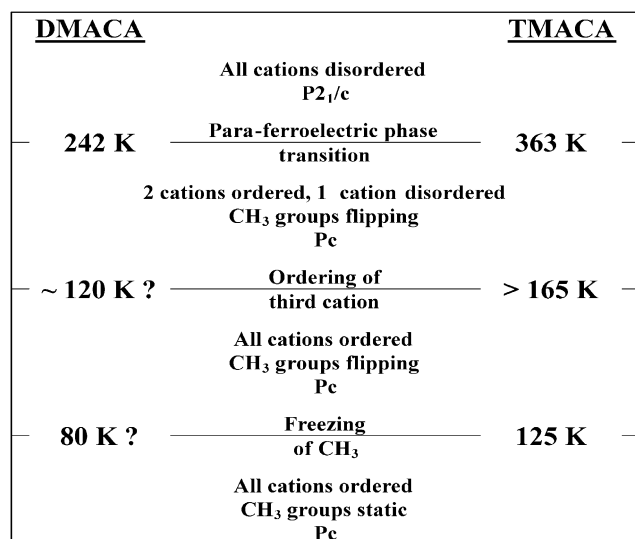 DMACA TMACA
All cations disordered
P2₁/c
242 K Para-ferroelectric phase 363 K
transition
2 cations ordered, 1 cation disordered
CH₃ groups flipping
Pc
~ 120 K ? Ordering of > 165 K
third cation
All cations ordered
CH₃ groups flipping
Pc
80 K ? Freezing 125 K
of CH₃
All cations ordered
CH₃ groups static
Pc